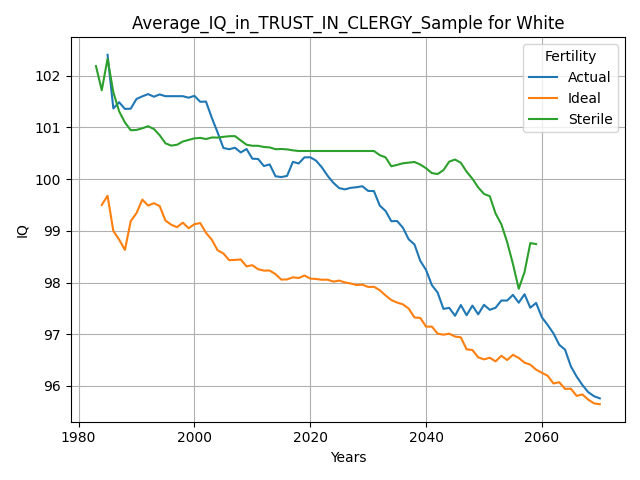 Average_IQ_in_TRUST_IN_CLERGY_Sample for White
Fertility
Actual
Ideal
Sterile
IQ
102
101
100
99
98
97
96
1980
2000
2020
2040
2060
Years